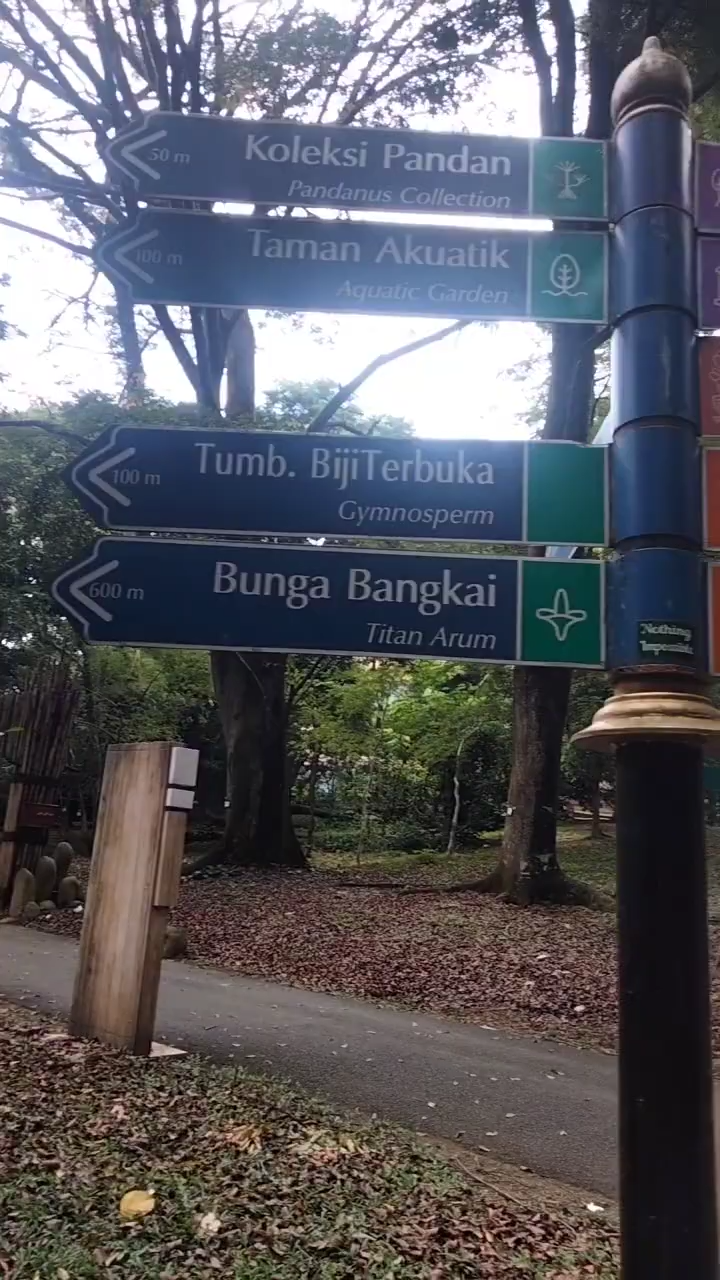 50 m
Koleksi Pandan
Pandanus Collection
100 m
Taman Akuatik
Aquatic Garden
100 m
Tumb. BijiTerbuka
Gymnosperm
600 m
Bunga Bangkai
Titan Arum
Nothing
Impossible